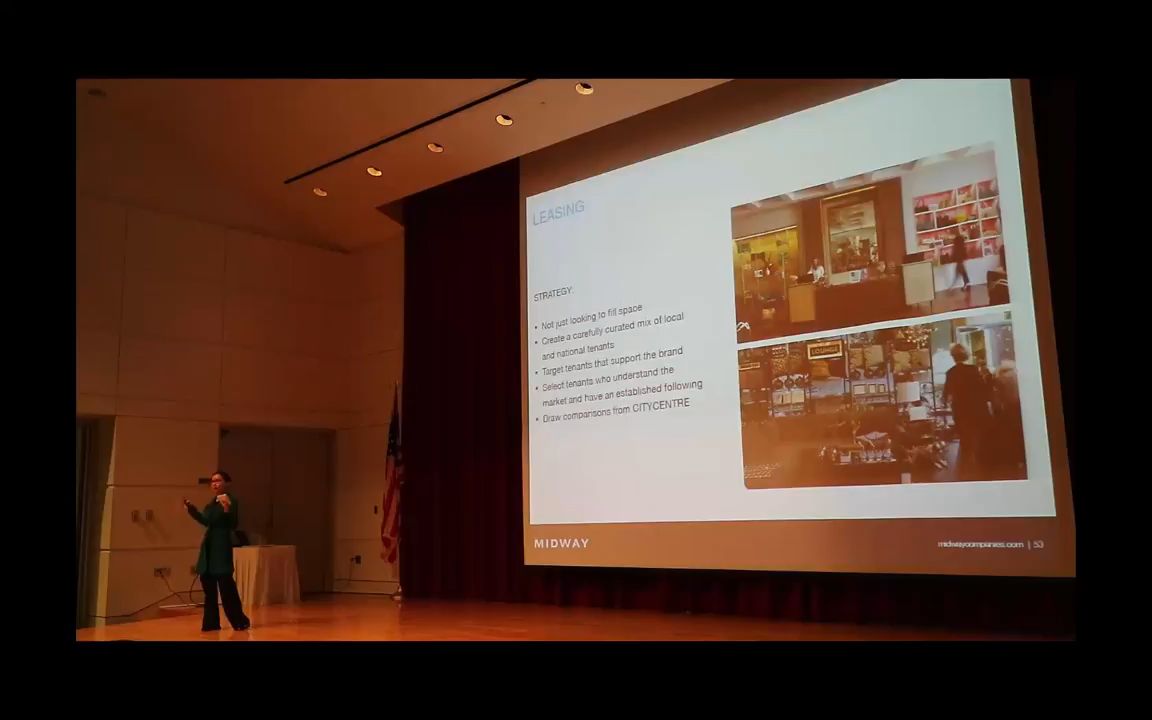 LEASING
STRATEGY:
• Not just looking to fill space
• Create a carefully curated mix of local
and national tenants
• Target tenants that support the brand
• Select tenants who understand the
market and have an established following
• Draw comparisons from CITYCENTRE
LOUNGE
MIDWAY
midwaycompanies.com | 53